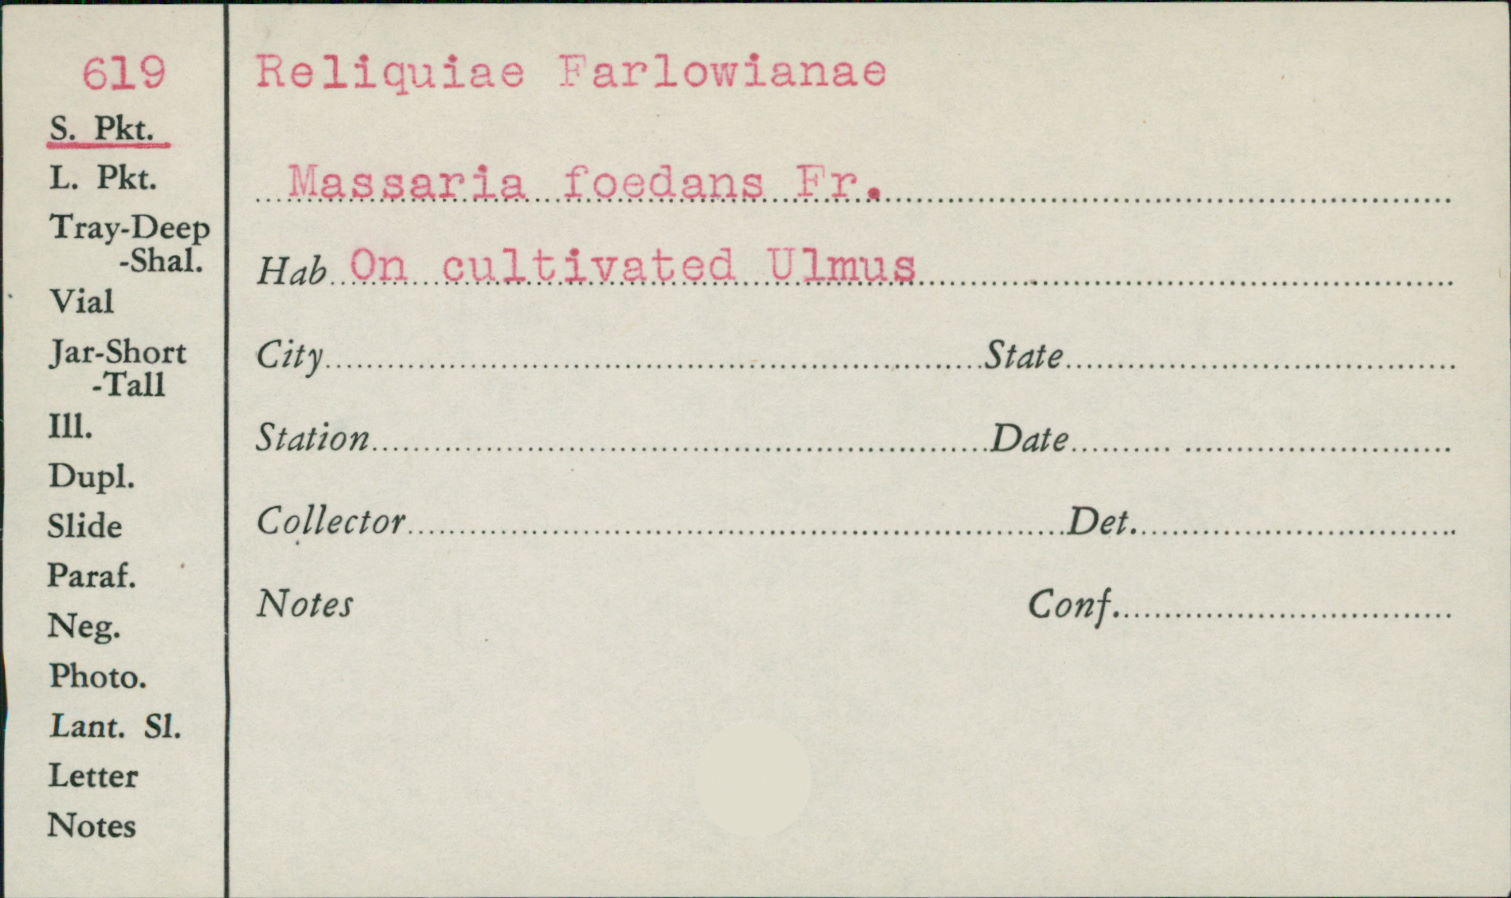 619
S. Pkt.
L. Pkt.
Tray-Deep
-Shal.
Vial
Jar-Short
-Tall
Ill.
Dupl.
Slide
Paraf.
Neg.
Photo.
Lant. Sl.
Letter
Notes
Reliquiae Farlowianae
Massaria foedans Fr.
Hab On cultivated Ulmus
City State
Station Date
Collector Det.
Notes Conf.